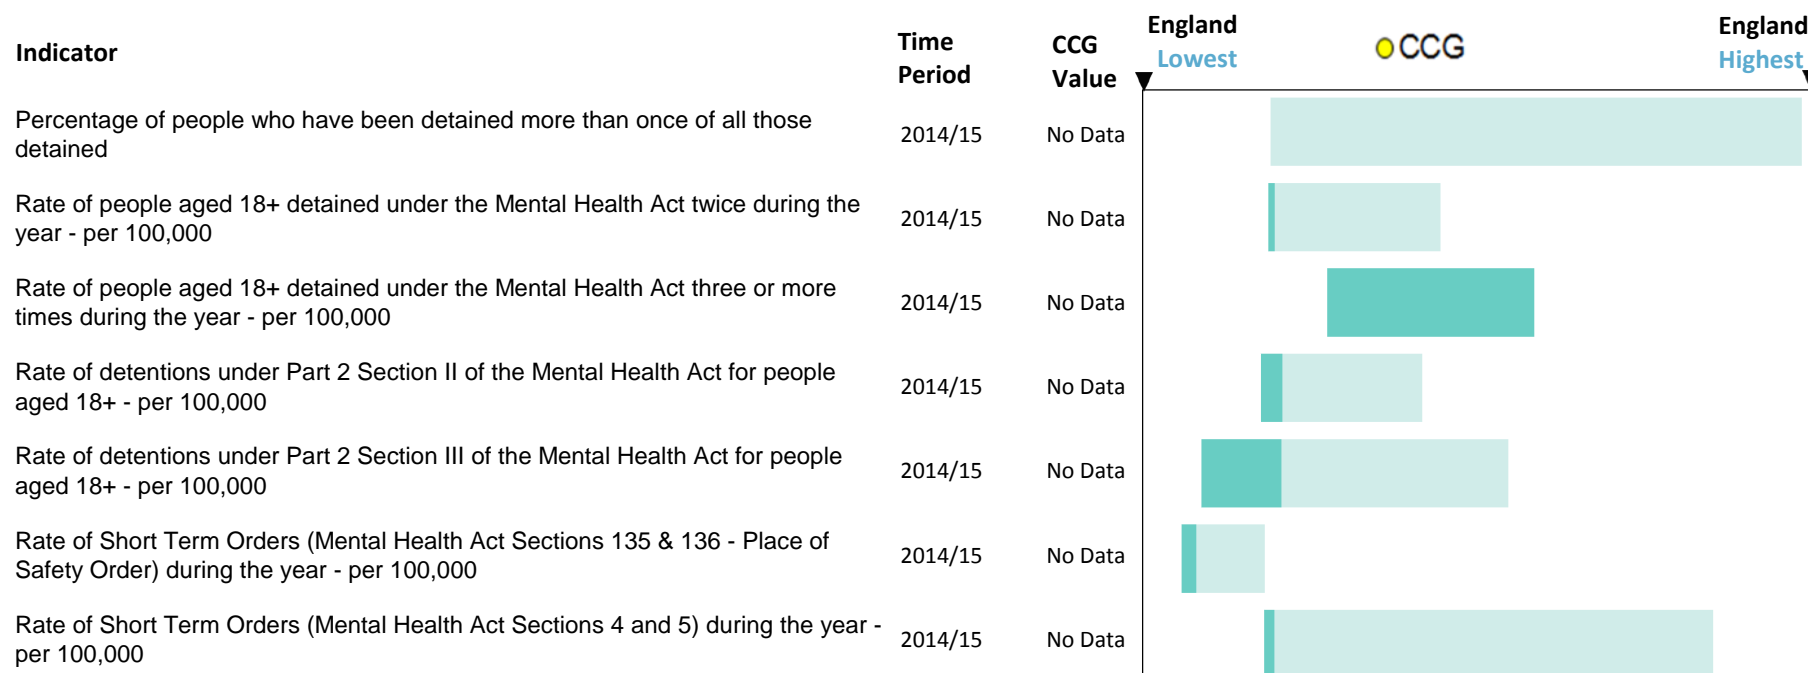 Indicator
Time
Period
CCG
Value
England
Lowest
CCG
England
Highest
Percentage of people who have been detained more than once of all those
detained
2014/15
No Data
Rate of people aged 18+ detained under the Mental Health Act twice during the
year - per 100,000
2014/15
No Data
Rate of people aged 18+ detained under the Mental Health Act three or more
times during the year - per 100,000
2014/15
No Data
Rate of detentions under Part 2 Section II of the Mental Health Act for people
aged 18+ - per 100,000
2014/15
No Data
Rate of detentions under Part 2 Section III of the Mental Health Act for people
aged 18+ - per 100,000
2014/15
No Data
Rate of Short Term Orders (Mental Health Act Sections 135 & 136 - Place of
Safety Order) during the year - per 100,000
2014/15
No Data
Rate of Short Term Orders (Mental Health Act Sections 4 and 5) during the year -
per 100,000
2014/15
No Data